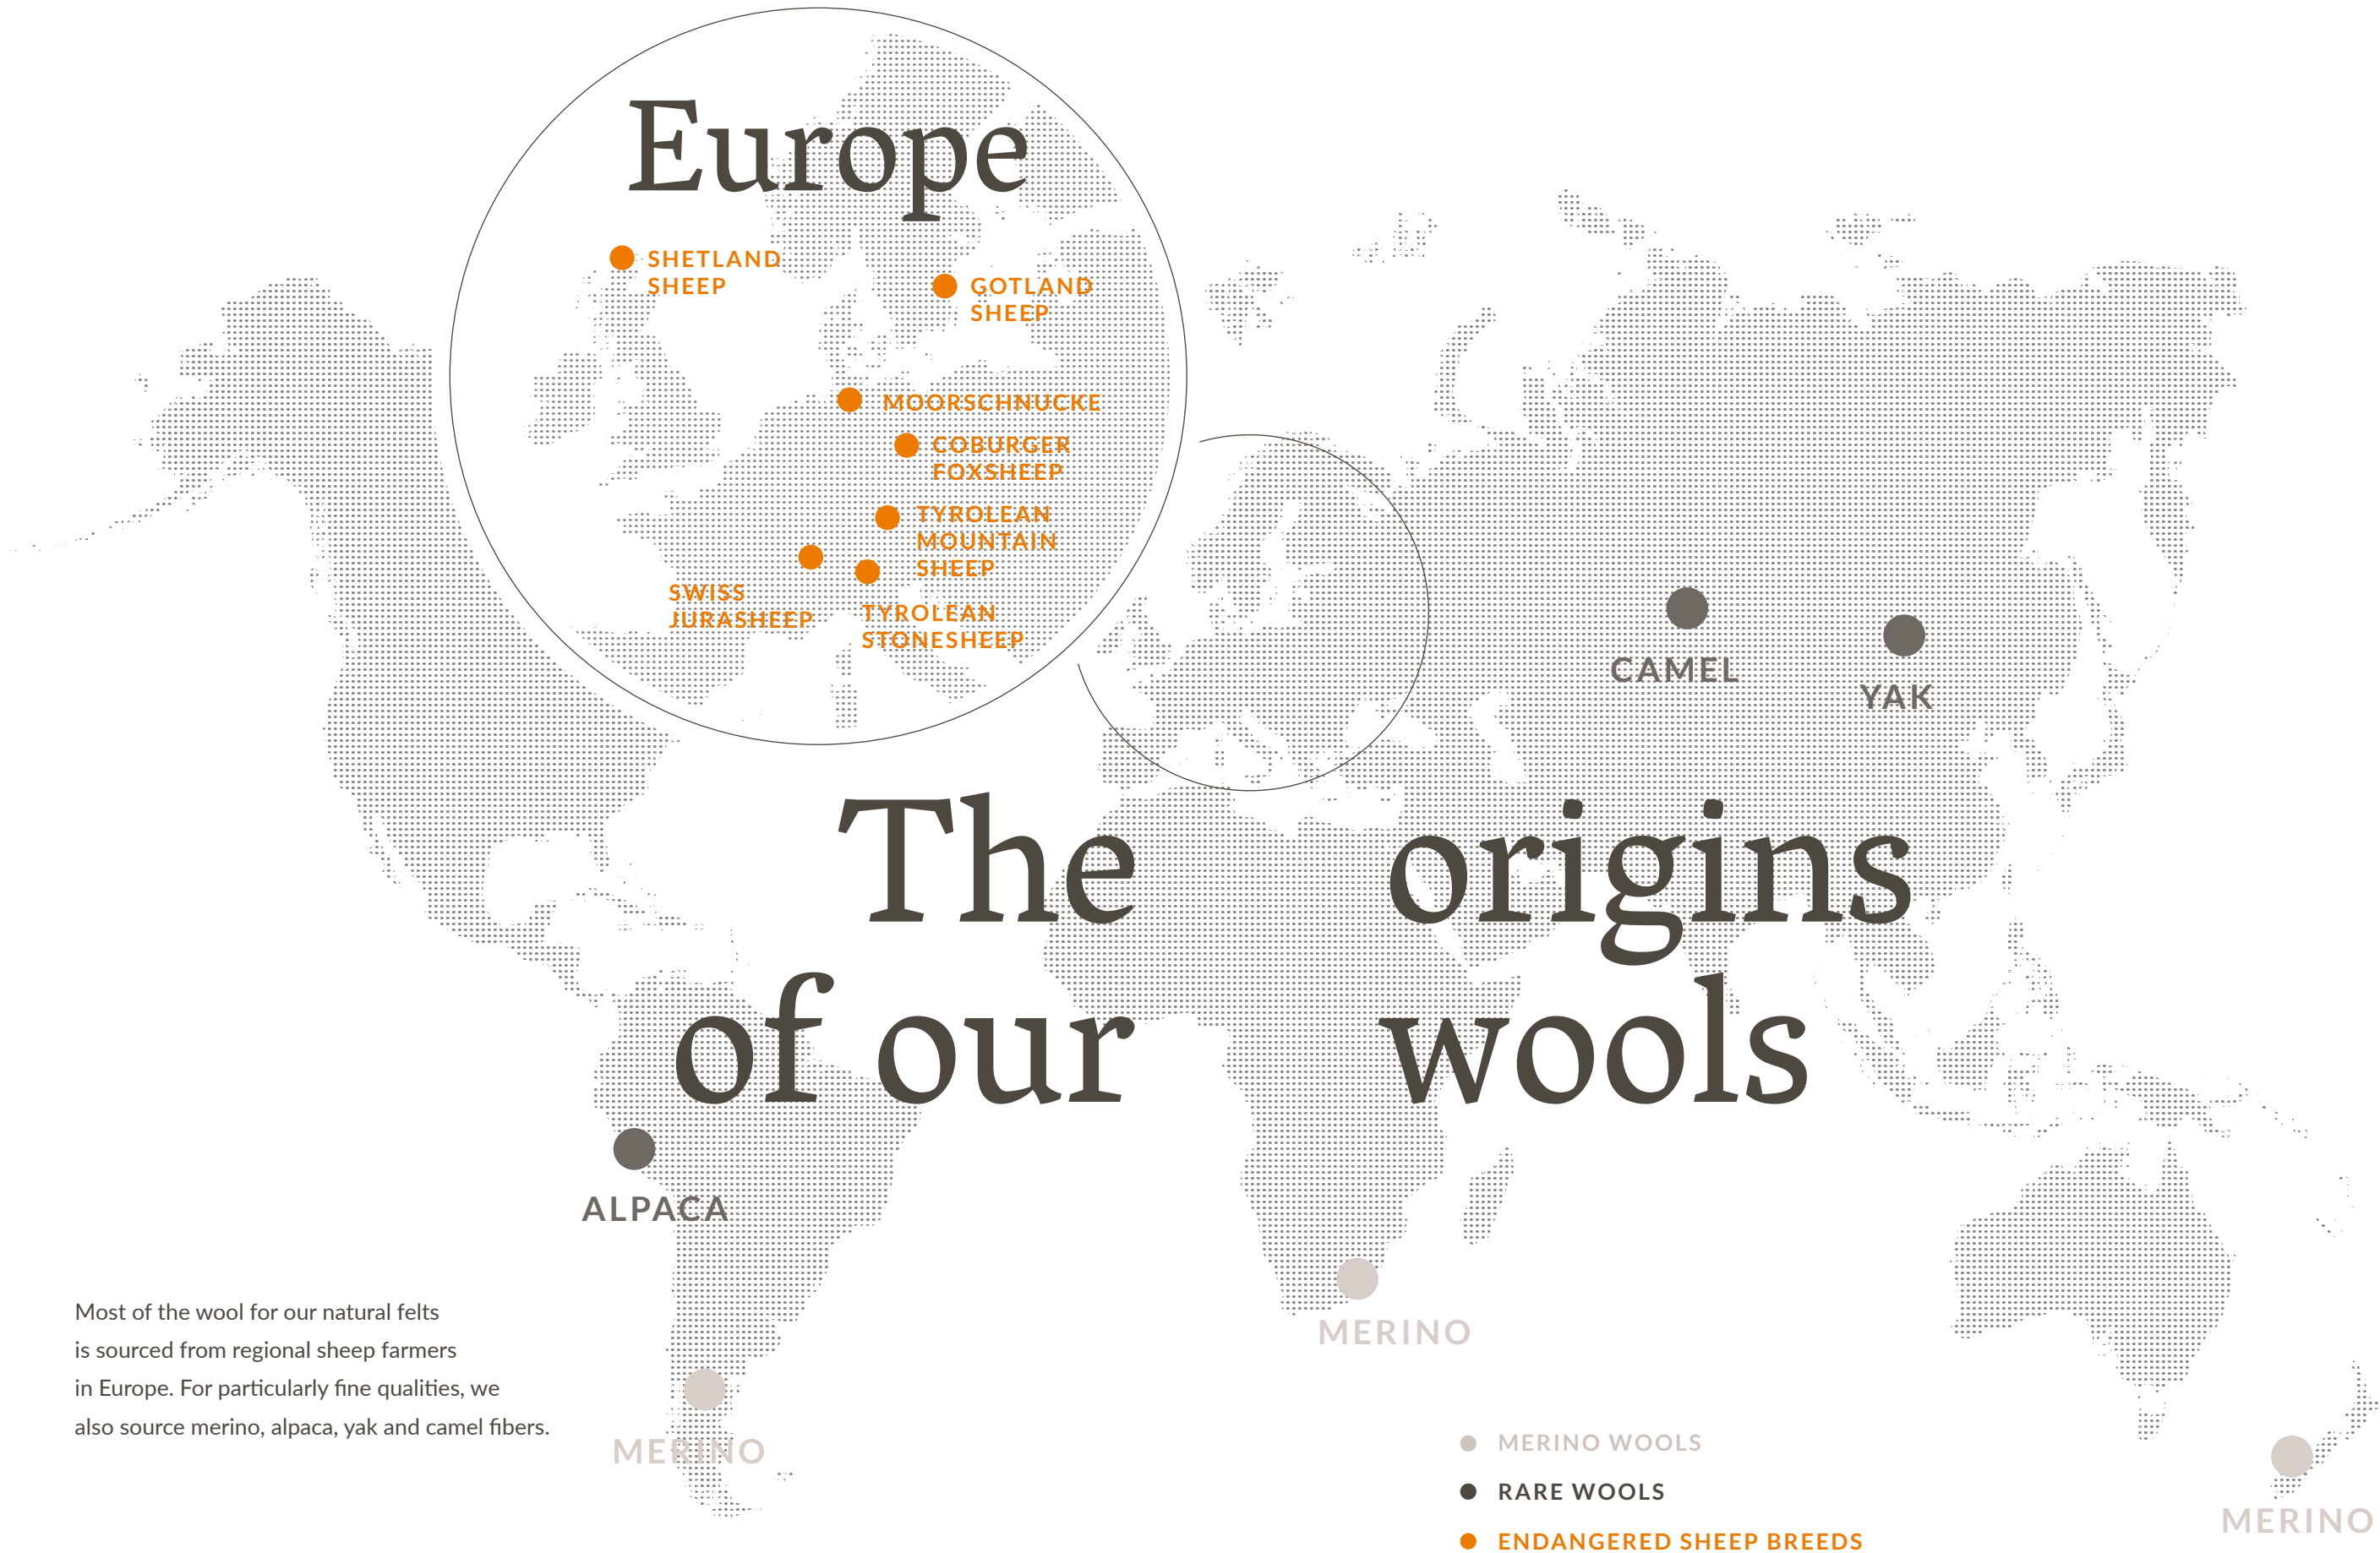 Europe
SHETLAND
SHEEP
GOTLAND
SHEEP
MOORSCHNUCKE
COBURGER
FOXSHEEP
TYROLEAN
MOUNTAIN
SHEEP
SWISS
JURASHEEP
TYROLEAN
STONESHEEP
CAMEL
YAK
The origins
of our wools
ALPACA
MERINO
MERINO
MERINO
Most of the wool for our natural felts
is sourced from regional sheep farmers
in Europe. For particularly fine qualities, we
also source merino, alpaca, yak and camel fibers.
MERINO WOOLS
RARE WOOLS
ENDANGERED SHEEP BREEDS